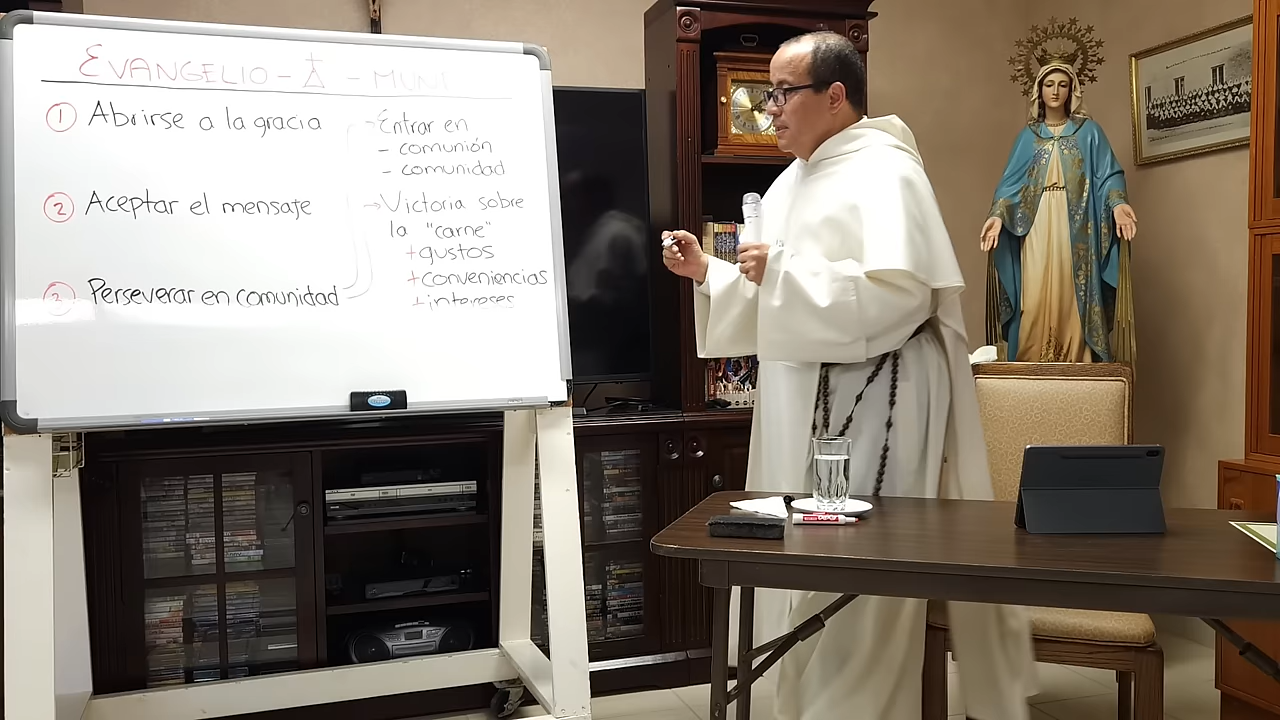 EVANGELIO - - MUN
1 Abrirse a la gracia
2 Aceptar el mensaje
3 Perseverar en comunidad
→ Entrar en
- comunión
- comunidad
→ Victoria sobre
la "carne"
+ gustos
+ conveniencias
+ intereses